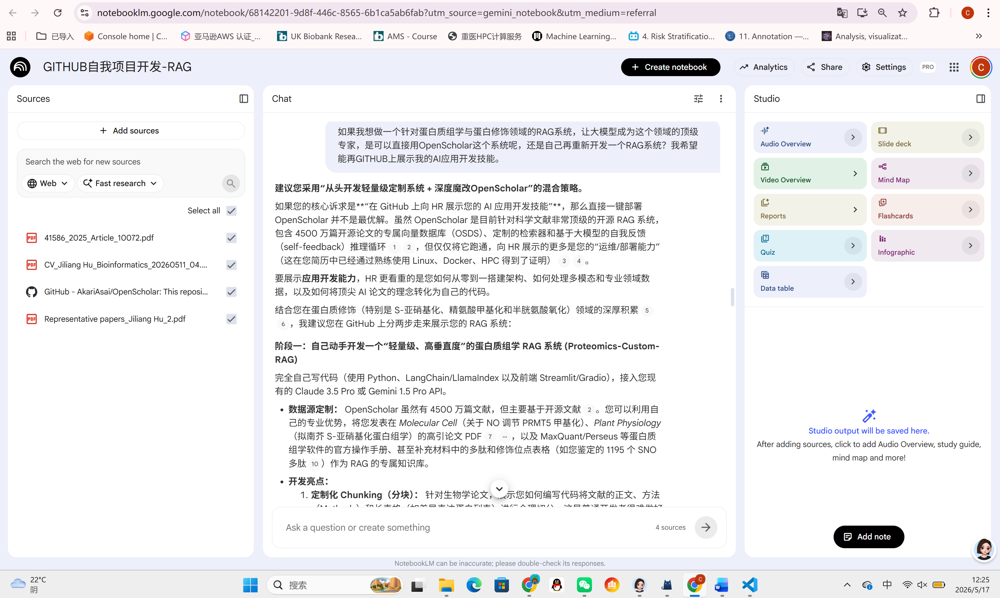 notebooklm.google.com/notebook/68142201-9d8f-446c-8565-6b1ca5ab6fab?utm_source=gemini_notebook&utm_medium=referral
C
已导入
Console home | C...
亚马逊AWS 认证_...
UK Biobank Resea...
AMS - Course
重医HPC计算服务
Machine Learning...
4. Risk Stratificatio...
11. Annotation —...
Analysis, visualizat...
GITHUB自我项目开发-RAG
Create notebook
Analytics
Share
Settings
PRO
C
Sources
Add sources
Search the web for new sources
Web
Fast research
Select all
PDF 41586_2025_Article_10072.pdf
PDF CV_Jiliang Hu_Bioinformatics_20260511_04....
GitHub - AkariAsai/OpenScholar: This reposi...
PDF Representative papers_Jiliang Hu_2.pdf
Chat
如果我想做一个针对蛋白质组学与蛋白修饰领域的RAG系统，让大模型成为这个领域的顶级
专家，是可以直接用OpenScholar这个系统呢，还是自己再重新开发一个RAG系统？我希望
能再GITHUB上展示我的AI应用开发技能。
建议您采用“从头开发轻量级定制系统 + 深度魔改OpenScholar”的混合策略。
如果您的核心诉求是**“在 GitHub 上向 HR 展示您的 AI 应用开发技能”**，那么直接一键部署
OpenScholar 并不是最优解。虽然 OpenScholar 是目前针对科学文献非常顶级的开源 RAG 系统，
包含 4500 万篇开源论文的专属向量数据库（OSDS）、定制的检索器和基于大模型的自我反馈
（self-feedback）推理循环 1 2 ，但仅仅将它跑通，向 HR 展示的更多是您的“运维/部署能力”
（这在您简历中已经通过熟练使用 Linux、Docker、HPC 得到了证明） 3 4 。
要展示应用开发能力，HR 更看重的是您如何从零到一搭建架构、如何处理多模态和专业领域数
据，以及如何将顶尖 AI 论文的理念转化为自己的代码。
结合您在蛋白质修饰（特别是 S-亚硝基化、精氨酸甲基化和半胱氨酸氧化）领域的深厚积累 5
6 ，我建议您在 GitHub 上分两步走来展示您的 RAG 系统：
阶段一：自己动手开发一个“轻量级、高垂直度”的蛋白质组学 RAG 系统 (Proteomics-Custom-
RAG)
完全自己写代码（使用 Python、LangChain/LlamaIndex 以及前端 Streamlit/Gradio），接入您现
有的 Claude 3.5 Pro 或 Gemini 1.5 Pro API。
• 数据源定制： OpenScholar 虽然有 4500 万篇文献，但主要基于开源文献 2 。您可以利用自
己的专业优势，将您发表在 Molecular Cell（关于 NO 调节 PRMT5 甲基化）、Plant Physiology
（拟南芥 S-亚硝基化蛋白组学）的高引论文 PDF 7 ... ，以及 MaxQuant/Perseus 等蛋白质
组学软件的官方操作手册、甚至补充材料中的多肽和修饰位点表格（如您鉴定的 1195 个 SNO
多肽 10 ）作为 RAG 的专属知识库。
• 开发亮点：
1. 定制化 Chunking（分块）： 针对生物学论文，展示您如何编写代码将文献的正文、方法
Ask a question or create something
4 sources
NotebookLM can be inaccurate; please double-check its responses.
Studio
Audio Overview
Slide deck
Video Overview
Mind Map
Reports
Flashcards
Quiz
Infographic
Data table
Studio output will be saved here.
After adding sources, click to add Audio Overview, study guide,
mind map and more!
Add note
22°C
阴
搜索
中
12:25
2026/5/17